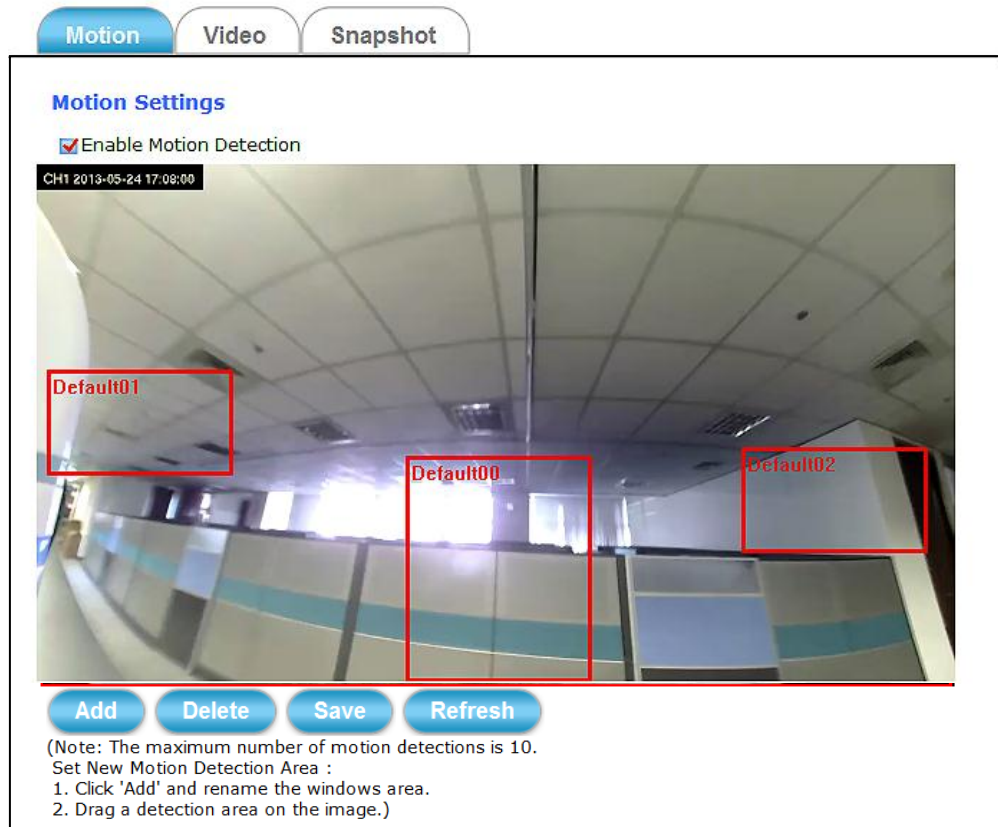 Motion Video Snapshot
Motion Settings
Enable Motion Detection
CH1 2013-05-24 17:08:00
Default01
Default00
Default02
Add Delete Save Refresh
(Note: The maximum number of motion detections is 10.
Set New Motion Detection Area :
1. Click 'Add' and rename the windows area.
2. Drag a detection area on the image.)